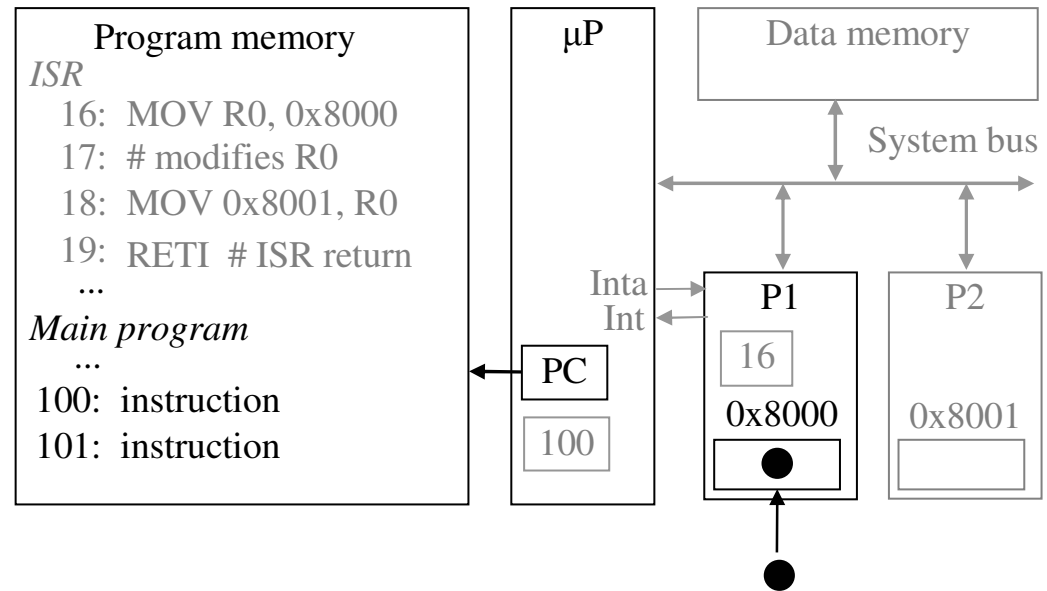 Program memory
ISR
16: MOV R0, 0x8000
17: # modifies R0
18: MOV 0x8001, R0
19: RETI # ISR return
...
Main program
...
100: instruction
101: instruction
μP
Inta
Int
PC
100
Data memory
System bus
P1
16
0x8000
P2
0x8001